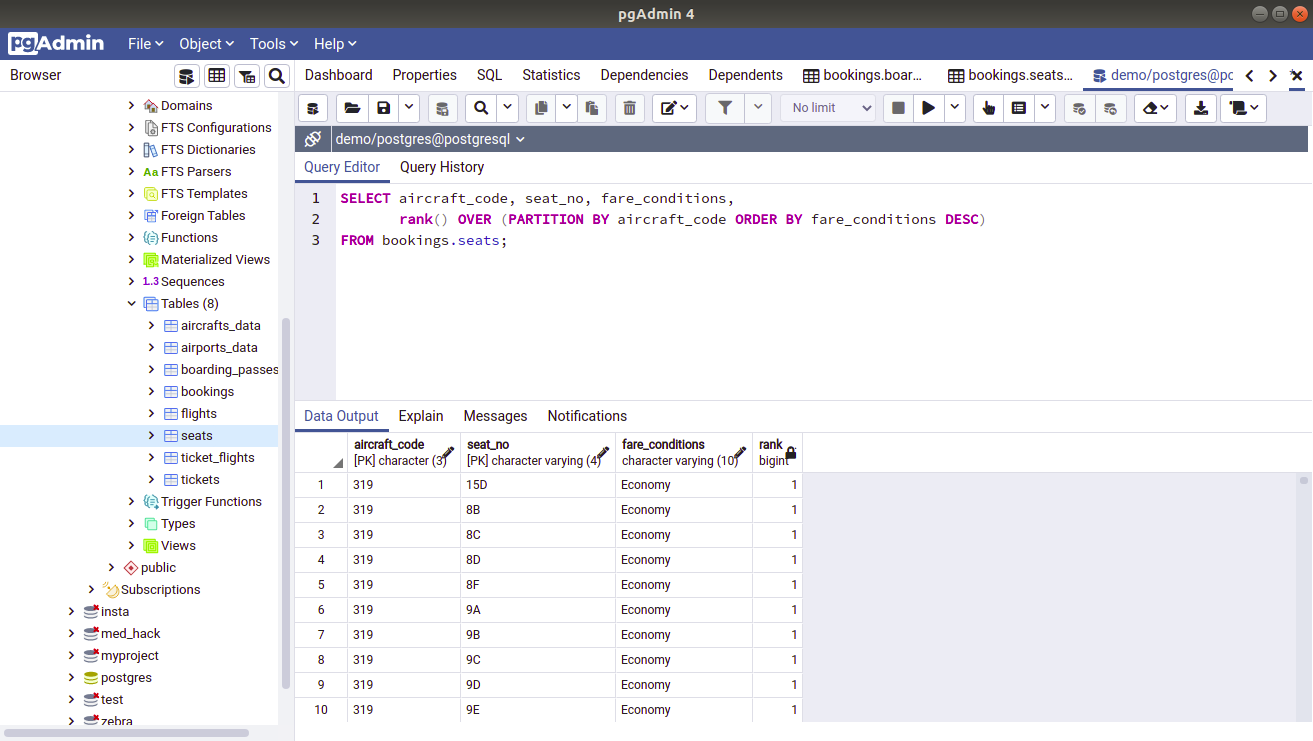 pgAdmin 4
pgAdmin File Object Tools Help
Browser
Dashboard Properties SQL Statistics Dependencies Dependents bookings.boar... bookings.seats... demo/postgres@pc
Domains
FTS Configurations
FTS Dictionaries
Aa FTS Parsers
FTS Templates
Foreign Tables
Functions
Materialized Views
1..3 Sequences
Tables (8)
aircrafts_data
airports_data
boarding_passes
bookings
flights
seats
ticket_flights
tickets
Trigger Functions
Types
Views
public
Subscriptions
insta
med_hack
myproject
postgres
test
zebra
No limit
demo/postgres@postgresql
Query Editor Query History
1 SELECT aircraft_code, seat_no, fare_conditions,
2 rank() OVER (PARTITION BY aircraft_code ORDER BY fare_conditions DESC)
3 FROM bookings.seats;
Data Output Explain Messages Notifications
aircraft_code seat_no fare_conditions rank
[PK] character (3) [PK] character varying (4) character varying (10) bigint
1 319 15D Economy 1
2 319 8B Economy 1
3 319 8C Economy 1
4 319 8D Economy 1
5 319 8F Economy 1
6 319 9A Economy 1
7 319 9B Economy 1
8 319 9C Economy 1
9 319 9D Economy 1
10 319 9E Economy 1